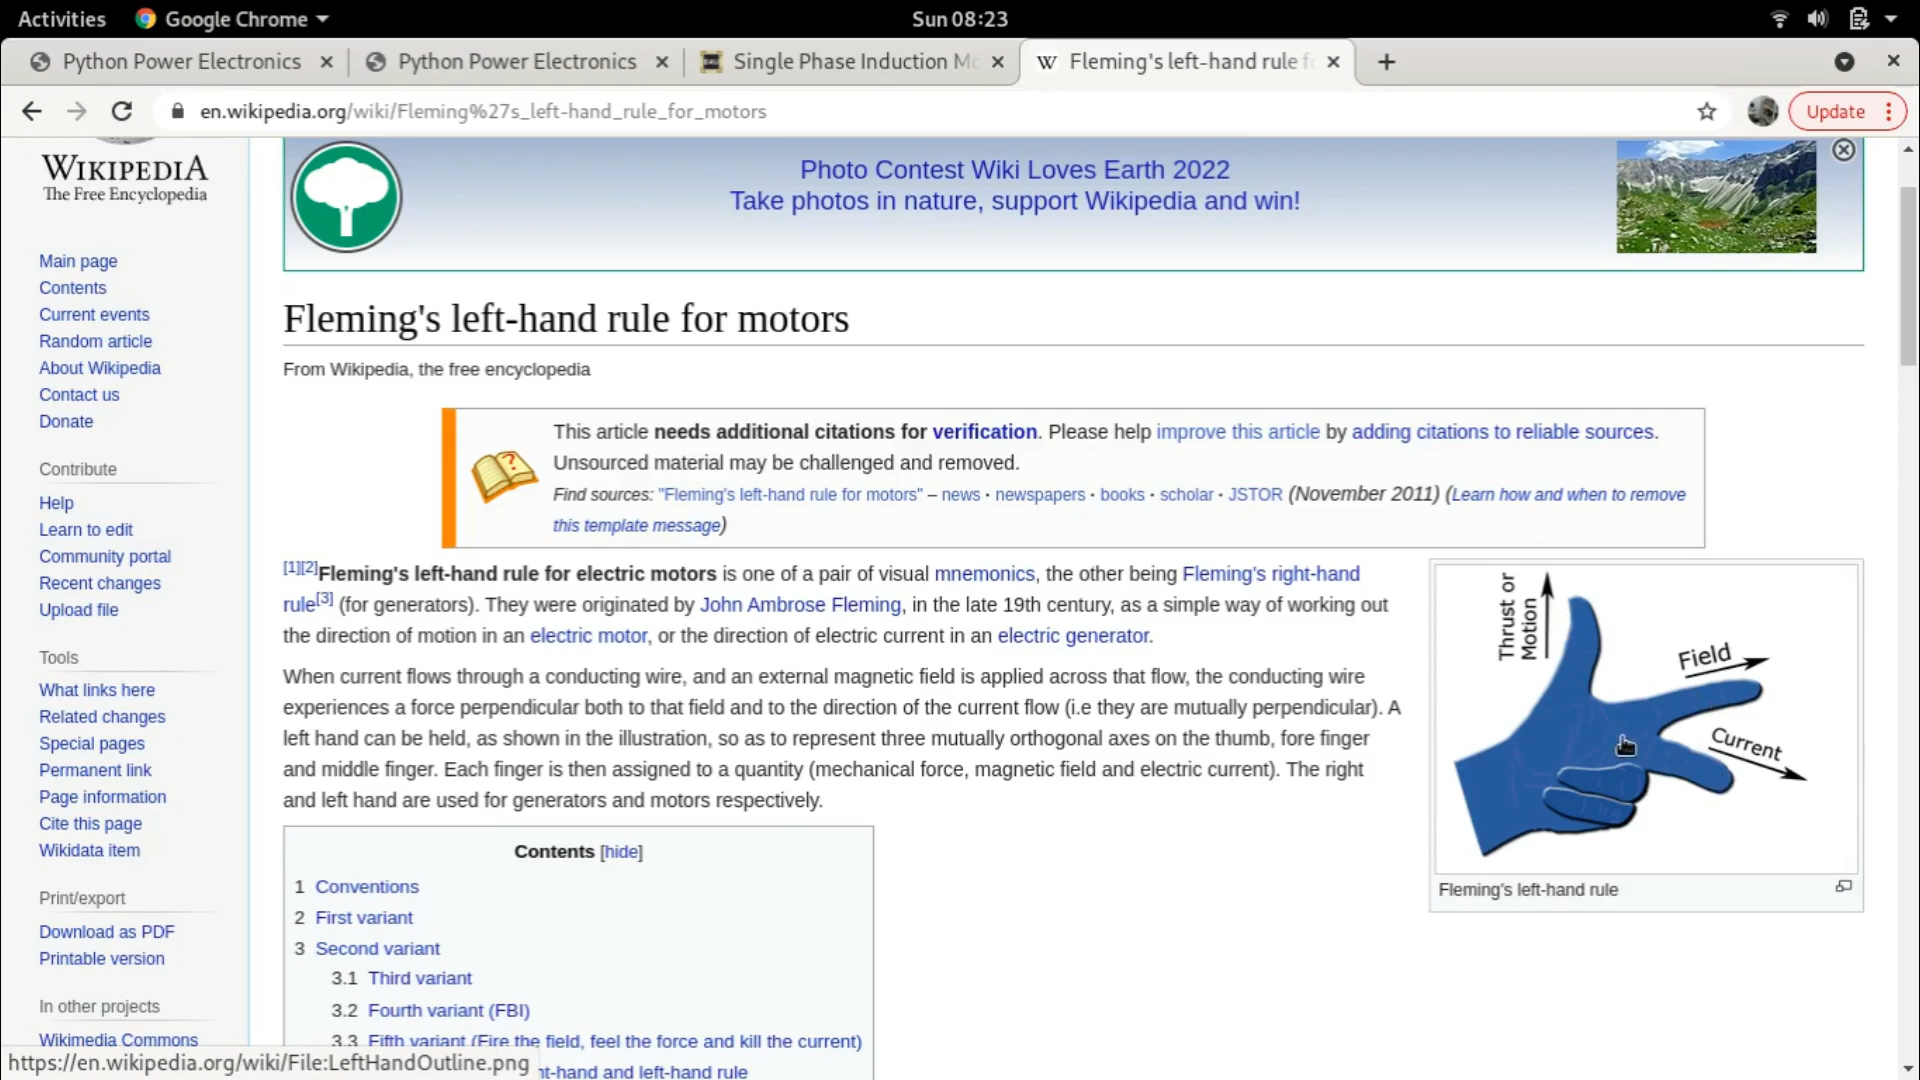 Activities Google Chrome Sun 08:23
Python Power Electronics Python Power Electronics Single Phase Induction Mo W Fleming's left-hand rule f
en.wikipedia.org/wiki/Fleming%27s_left-hand_rule_for_motors Update
WIKIPEDIA
The Free Encyclopedia
Main page
Contents
Current events
Random article
About Wikipedia
Contact us
Donate
Contribute
Help
Learn to edit
Community portal
Recent changes
Upload file
Tools
What links here
Related changes
Special pages
Permanent link
Page information
Cite this page
Wikidata item
Print/export
Download as PDF
Printable version
In other projects
Wikimedia Commons
Photo Contest Wiki Loves Earth 2022
Take photos in nature, support Wikipedia and win!
Fleming's left-hand rule for motors
From Wikipedia, the free encyclopedia
This article needs additional citations for verification. Please help improve this article by adding citations to reliable sources.
Unsourced material may be challenged and removed.
Find sources: "Fleming's left-hand rule for motors" – news · newspapers · books · scholar · JSTOR (November 2011) (Learn how and when to remove
this template message)
[1][2]Fleming's left-hand rule for electric motors is one of a pair of visual mnemonics, the other being Fleming's right-hand
rule[3] (for generators). They were originated by John Ambrose Fleming, in the late 19th century, as a simple way of working out
the direction of motion in an electric motor, or the direction of electric current in an electric generator.
When current flows through a conducting wire, and an external magnetic field is applied across that flow, the conducting wire
experiences a force perpendicular both to that field and to the direction of the current flow (i.e they are mutually perpendicular). A
left hand can be held, as shown in the illustration, so as to represent three mutually orthogonal axes on the thumb, fore finger
and middle finger. Each finger is then assigned to a quantity (mechanical force, magnetic field and electric current). The right
and left hand are used for generators and motors respectively.
Thrust or
Motion
Field
Current
Fleming's left-hand rule
Contents [hide]
1 Conventions
2 First variant
3 Second variant
3.1 Third variant
3.2 Fourth variant (FBI)
3.3 Fifth variant (Fire the field, feel the force and kill the current)
ht-hand and left-hand rule
https://en.wikipedia.org/wiki/File:LeftHandOutline.png